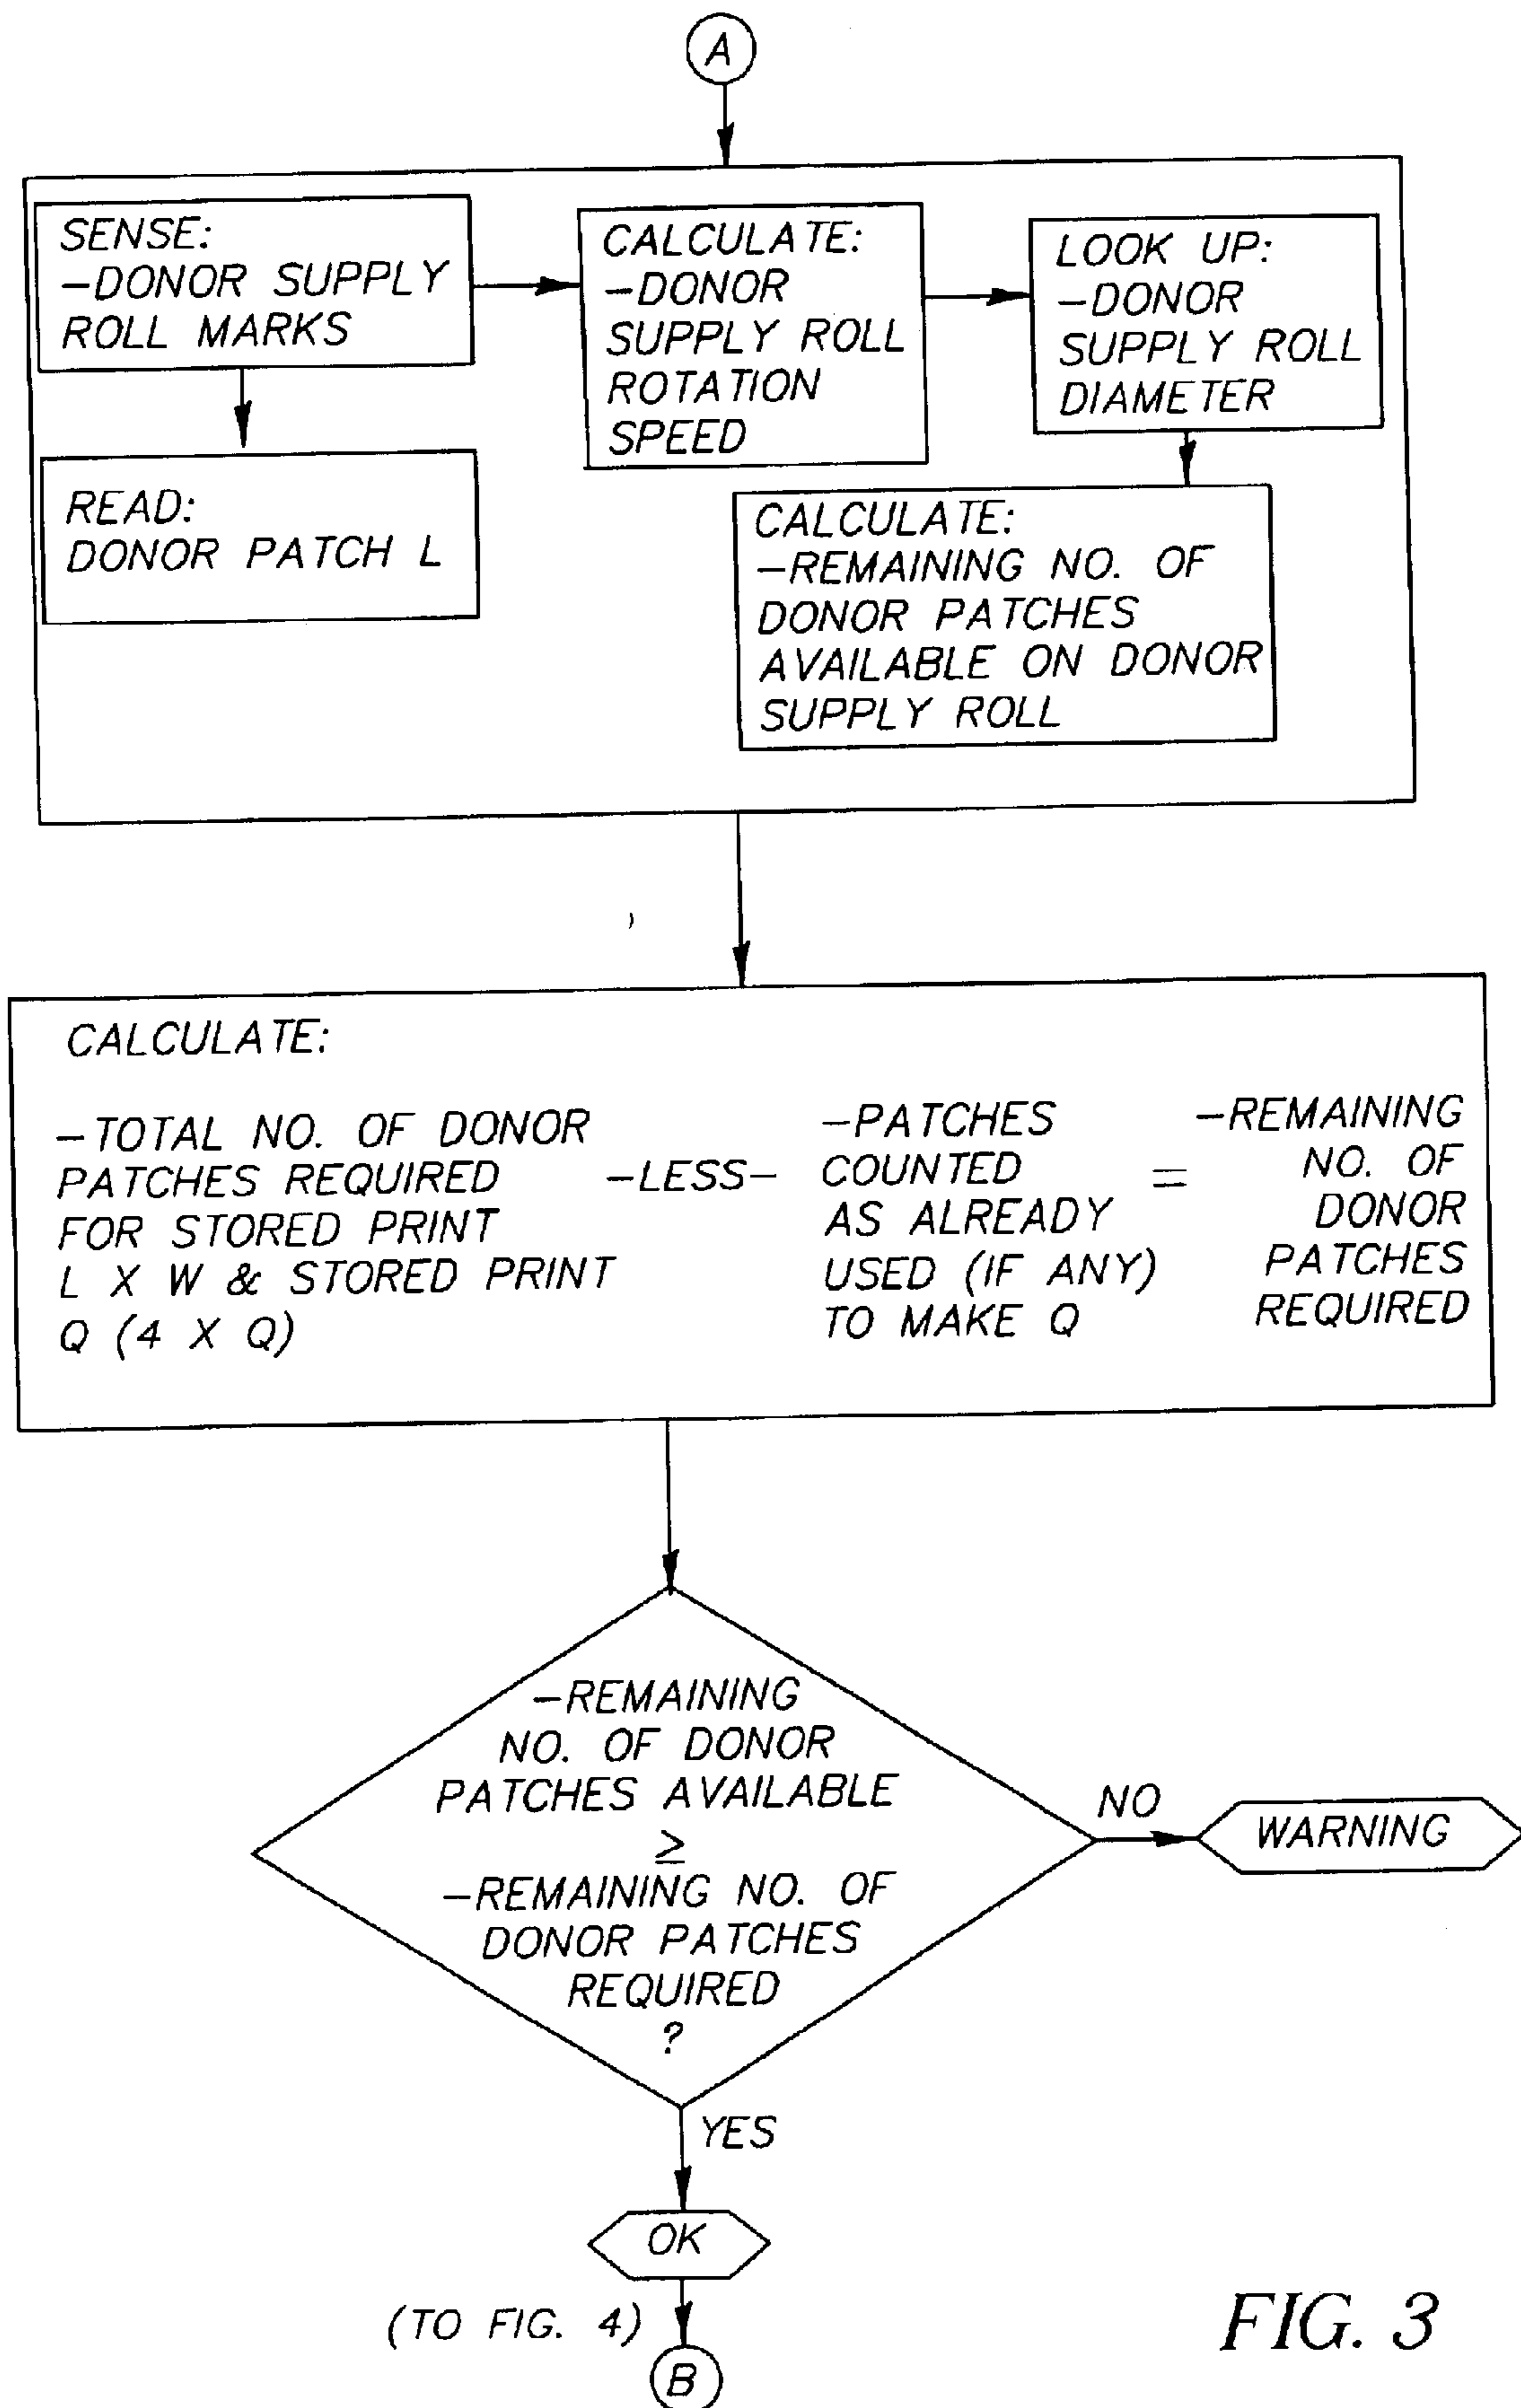 A
SENSE:
-DONOR SUPPLY
ROLL MARKS
CALCULATE:
-DONOR
SUPPLY ROLL
ROTATION
SPEED
LOOK UP:
-DONOR
SUPPLY ROLL
DIAMETER
READ:
DONOR PATCH L
CALCULATE:
-REMAINING NO. OF
DONOR PATCHES
AVAILABLE ON DONOR
SUPPLY ROLL
CALCULATE:
-TOTAL NO. OF DONOR
PATCHES REQUIRED
FOR STORED PRINT
L X W & STORED PRINT
Q (4 X Q)
-LESS-
-PATCHES
COUNTED
AS ALREADY
USED (IF ANY)
TO MAKE Q
=
-REMAINING
NO. OF
DONOR
PATCHES
REQUIRED
-REMAINING
NO. OF DONOR
PATCHES AVAILABLE
≥
-REMAINING NO. OF
DONOR PATCHES
REQUIRED
?
NO
WARNING
YES
OK
(TO FIG. 4)
B
FIG. 3